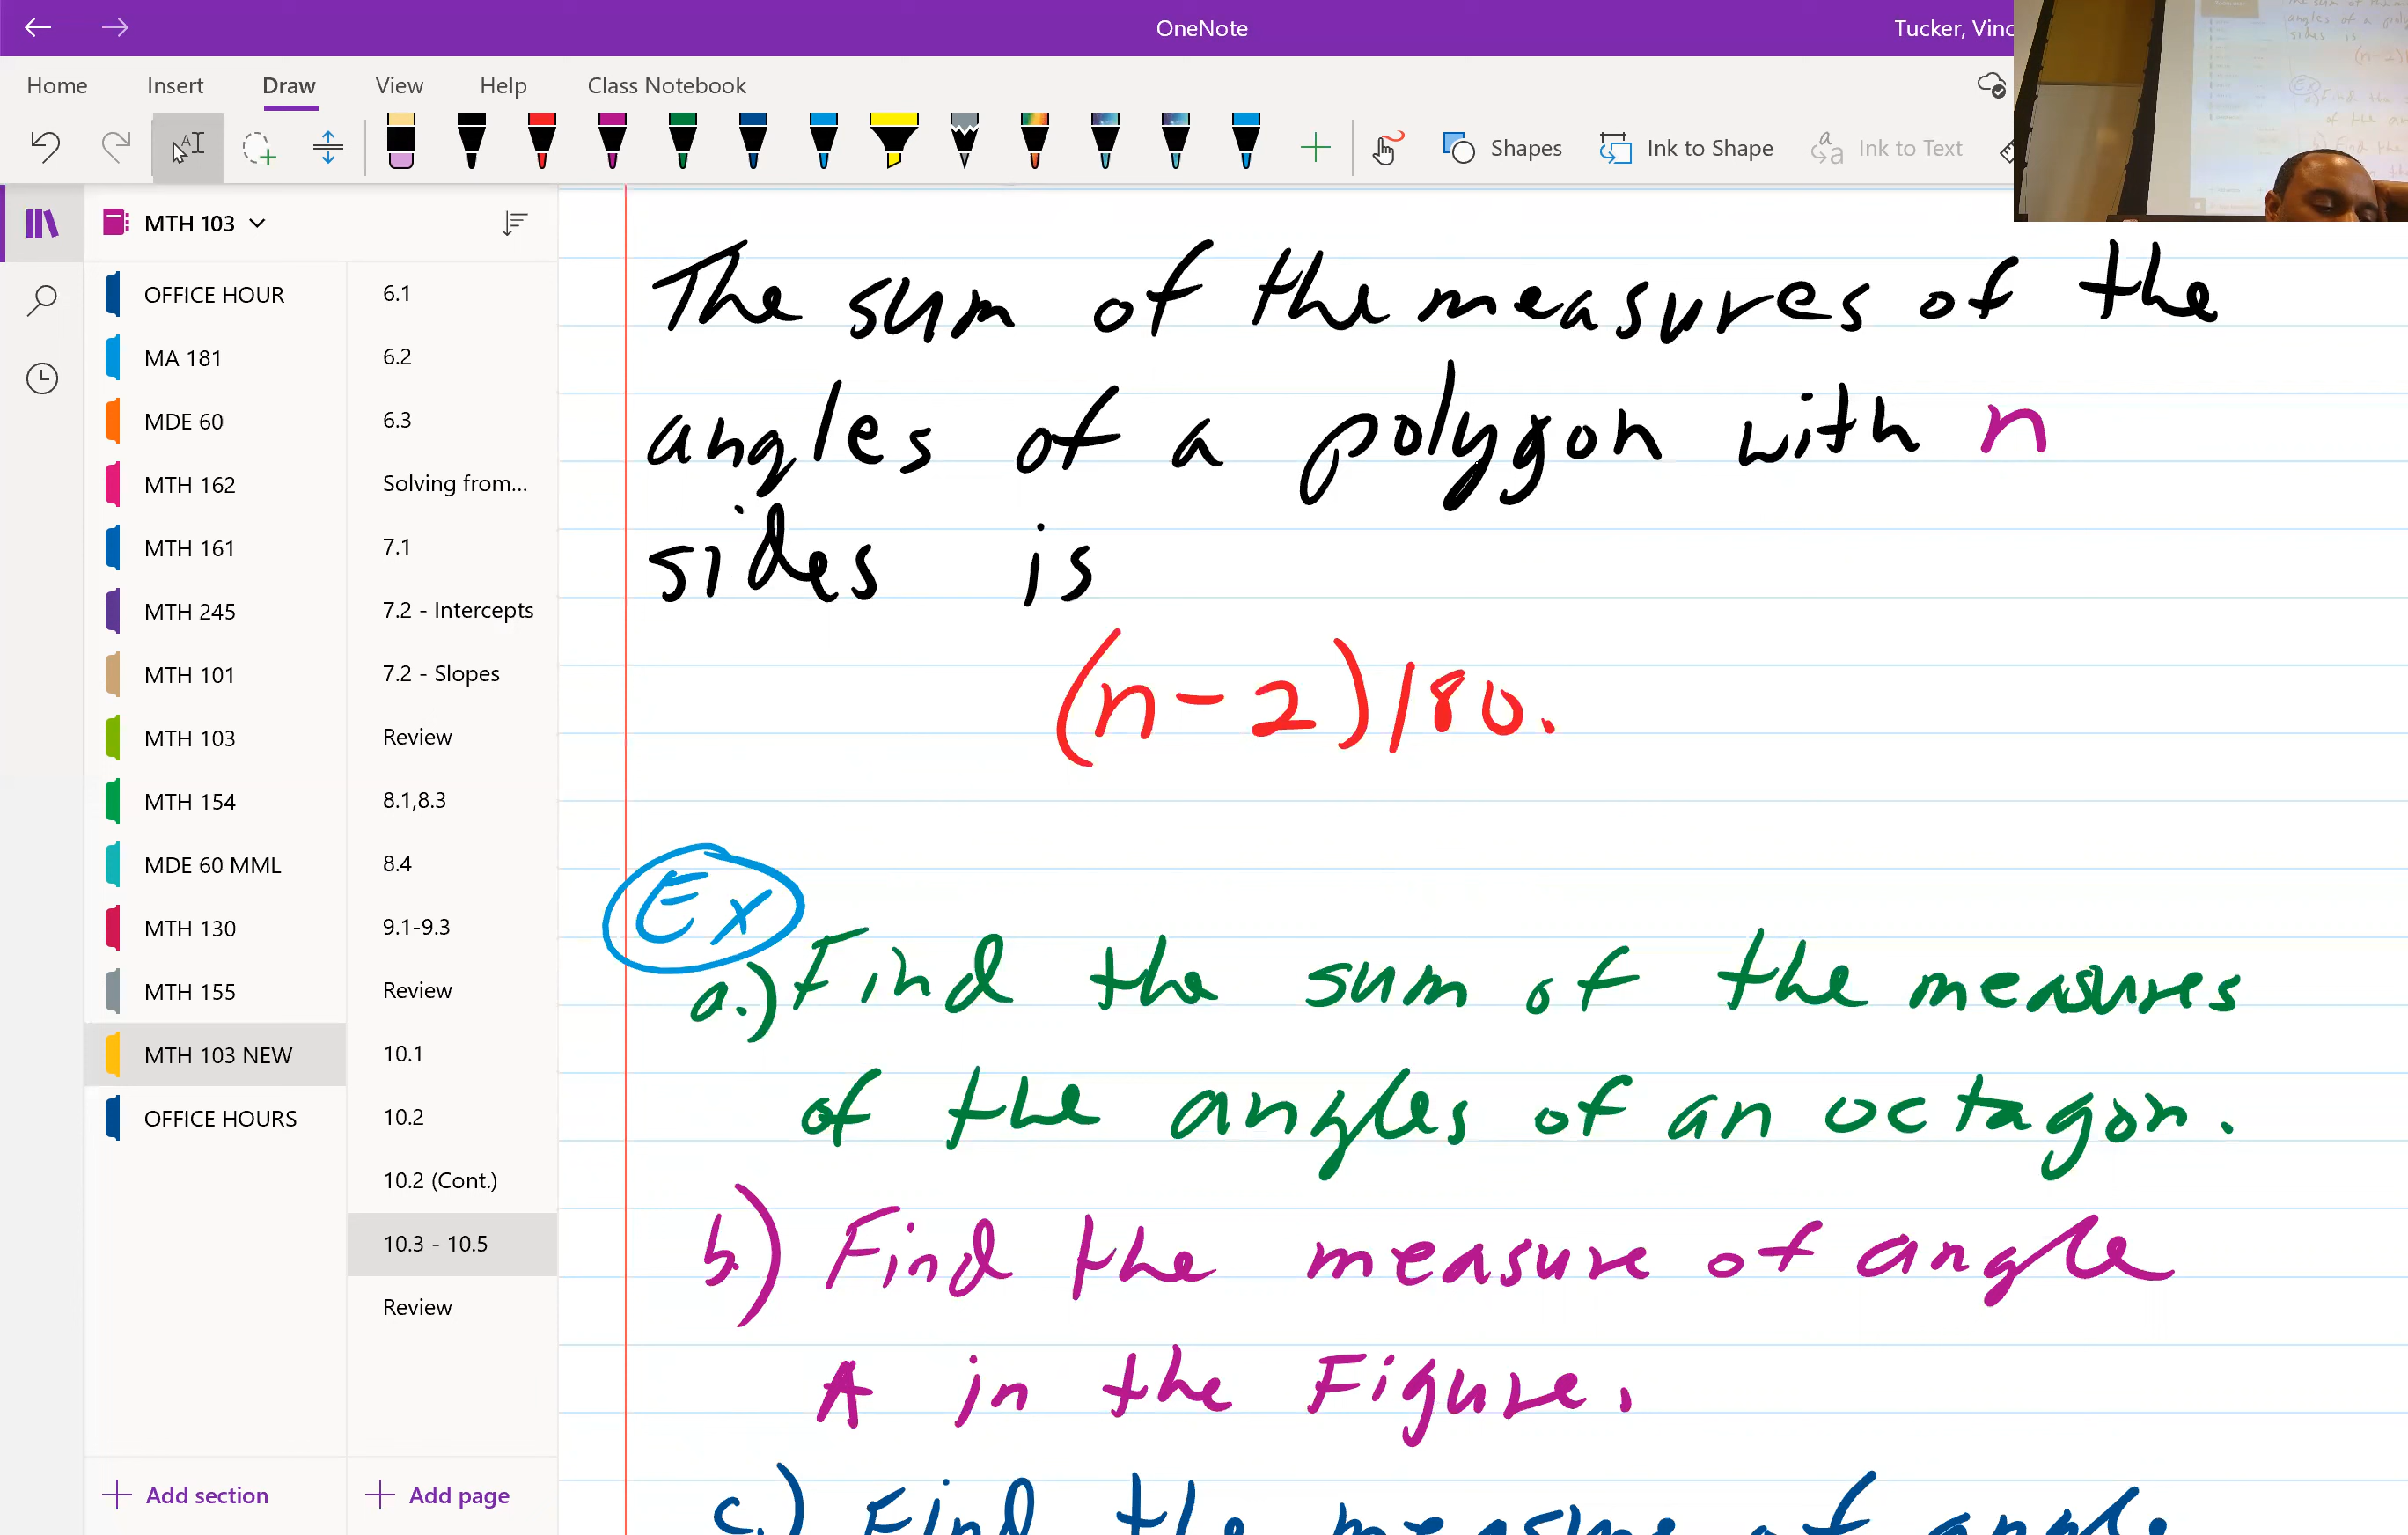 OneNote
Tucker, Vinc
Home Insert Draw View Help Class Notebook
Shapes Ink to Shape Ink to Text
MTH 103
OFFICE HOUR
MA 181
MDE 60
MTH 162
MTH 161
MTH 245
MTH 101
MTH 103
MTH 154
MDE 60 MML
MTH 130
MTH 155
MTH 103 NEW
OFFICE HOURS
Add section
6.1
6.2
6.3
Solving from...
7.1
7.2 - Intercepts
7.2 - Slopes
Review
8.1,8.3
8.4
9.1-9.3
Review
10.1
10.2
10.2 (Cont.)
10.3 - 10.5
Review
Add page
The sum of the measures of the
angles of a polygon with n
sides is
(n-2)180.
Ex
a.) Find the sum of the measures
of the angles of an octagon.
b.) Find the measure of angle
A in the Figure.
c.) Find the measure of angle